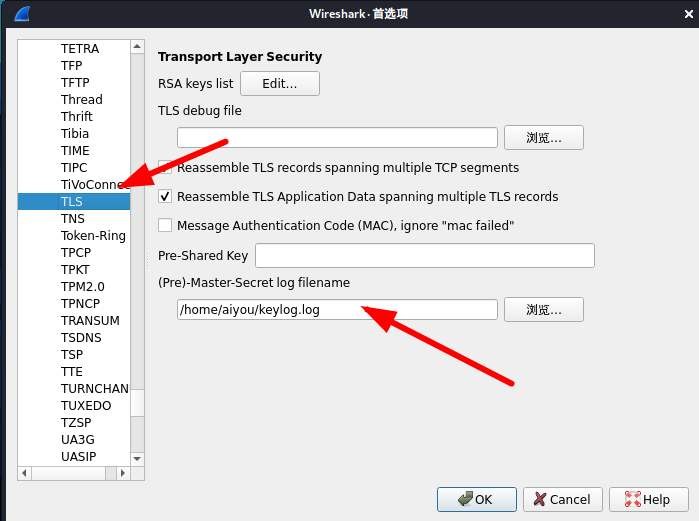 Wireshark · 首选项
TETRA
TFP
TFTP
Thread
Thrift
Tibia
TIME
TIPC
TiVoConnec
TLS
TNS
Token-Ring
TPCP
TPKT
TPM2.0
TPNCP
TRANSUM
TSDNS
TSP
TTE
TURNCHAN
TUXEDO
TZSP
UA3G
UASIP
Transport Layer Security
RSA keys list Edit...
TLS debug file
浏览...
Reassemble TLS records spanning multiple TCP segments
Reassemble TLS Application Data spanning multiple TLS records
Message Authentication Code (MAC), ignore "mac failed"
Pre-Shared Key
(Pre)-Master-Secret log filename
/home/aiyou/keylog.log 浏览...
OK Cancel Help